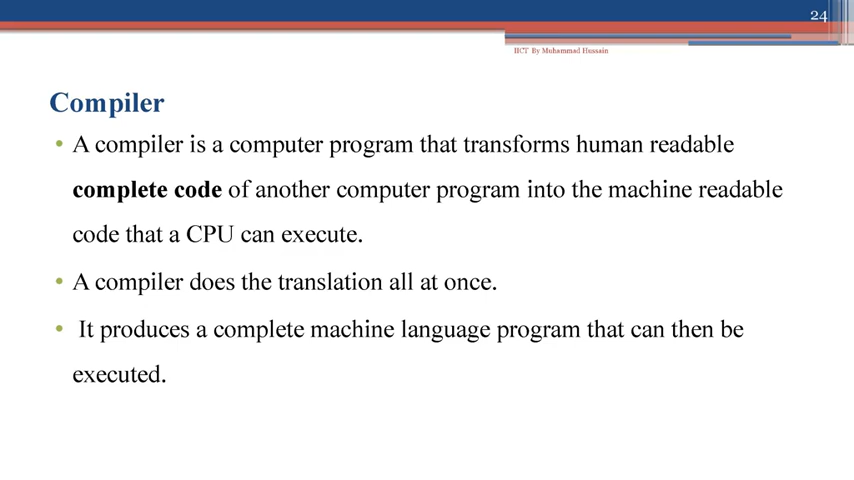 24
IICT By Muhammad Hussain
Compiler
• A compiler is a computer program that transforms human readable
complete code of another computer program into the machine readable
code that a CPU can execute.
• A compiler does the translation all at once.
• It produces a complete machine language program that can then be
executed.